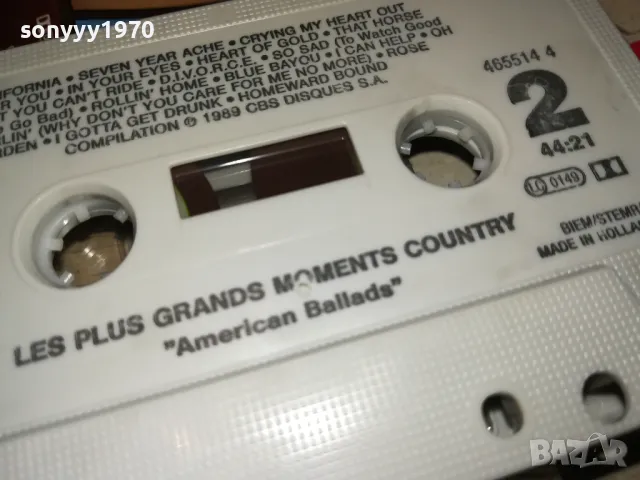 sonyyy1970
IFORNIA • SEVEN YEAR ACHE • CRYING MY HEART OUT
R YOU • IN YOUR EYES • HEART OF GOLD • THAT HORSE
T YOU CAN'T RIDE • D.I.V.O.R.C.E. • SO SAD (To Watch Good
o Go Bad) • ROLLIN' HOME • BLUE BAYOU • CAN HELP • OH
LIN' (WHY DON'T YOU CARE FOR ME NO MORE) • ROSE
RDEN • I GOTTA GET DRUNK • HOMEWARD BOUND
COMPILATION ℗ 1989 CBS DISQUES S.A.
465514 4
2
44:21
LC 0149
BIEM/STEMRA
MADE IN HOLLAN
LES PLUS GRANDS MOMENTS COUNTRY
"American Ballads"
BAZAR